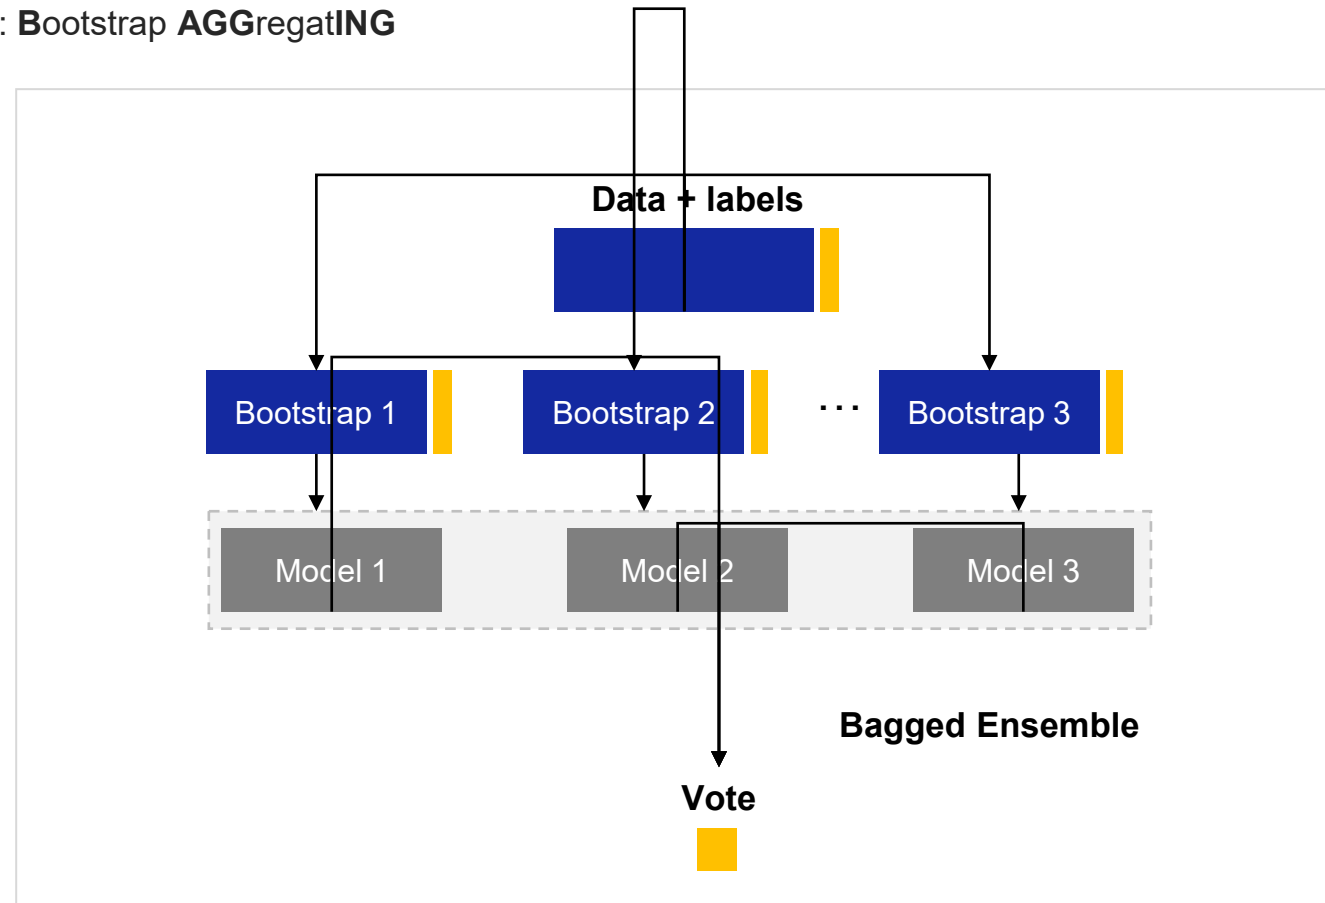 : Bootstrap AGGregatING
Data + labels
Bootstrap 1
Bootstrap 2
...
Bootstrap 3
Model 1
Model 2
Model 3
Bagged Ensemble
Vote